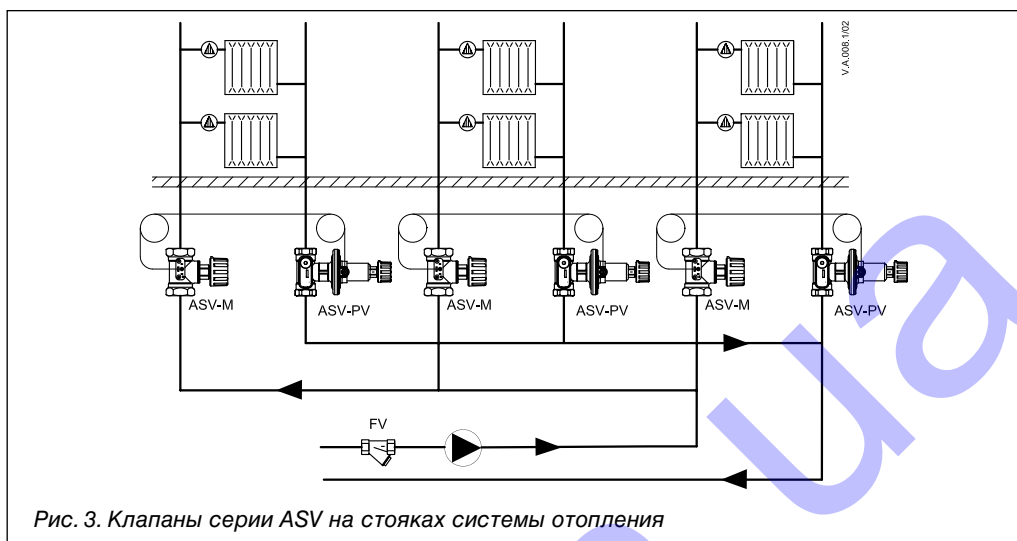 V.A.008.1/02
ASV-M
ASV-PV
ASV-M
ASV-PV
ASV-M
ASV-PV
FV
Рис. 3. Клапаны серии ASV на стояках системы отопления
ua